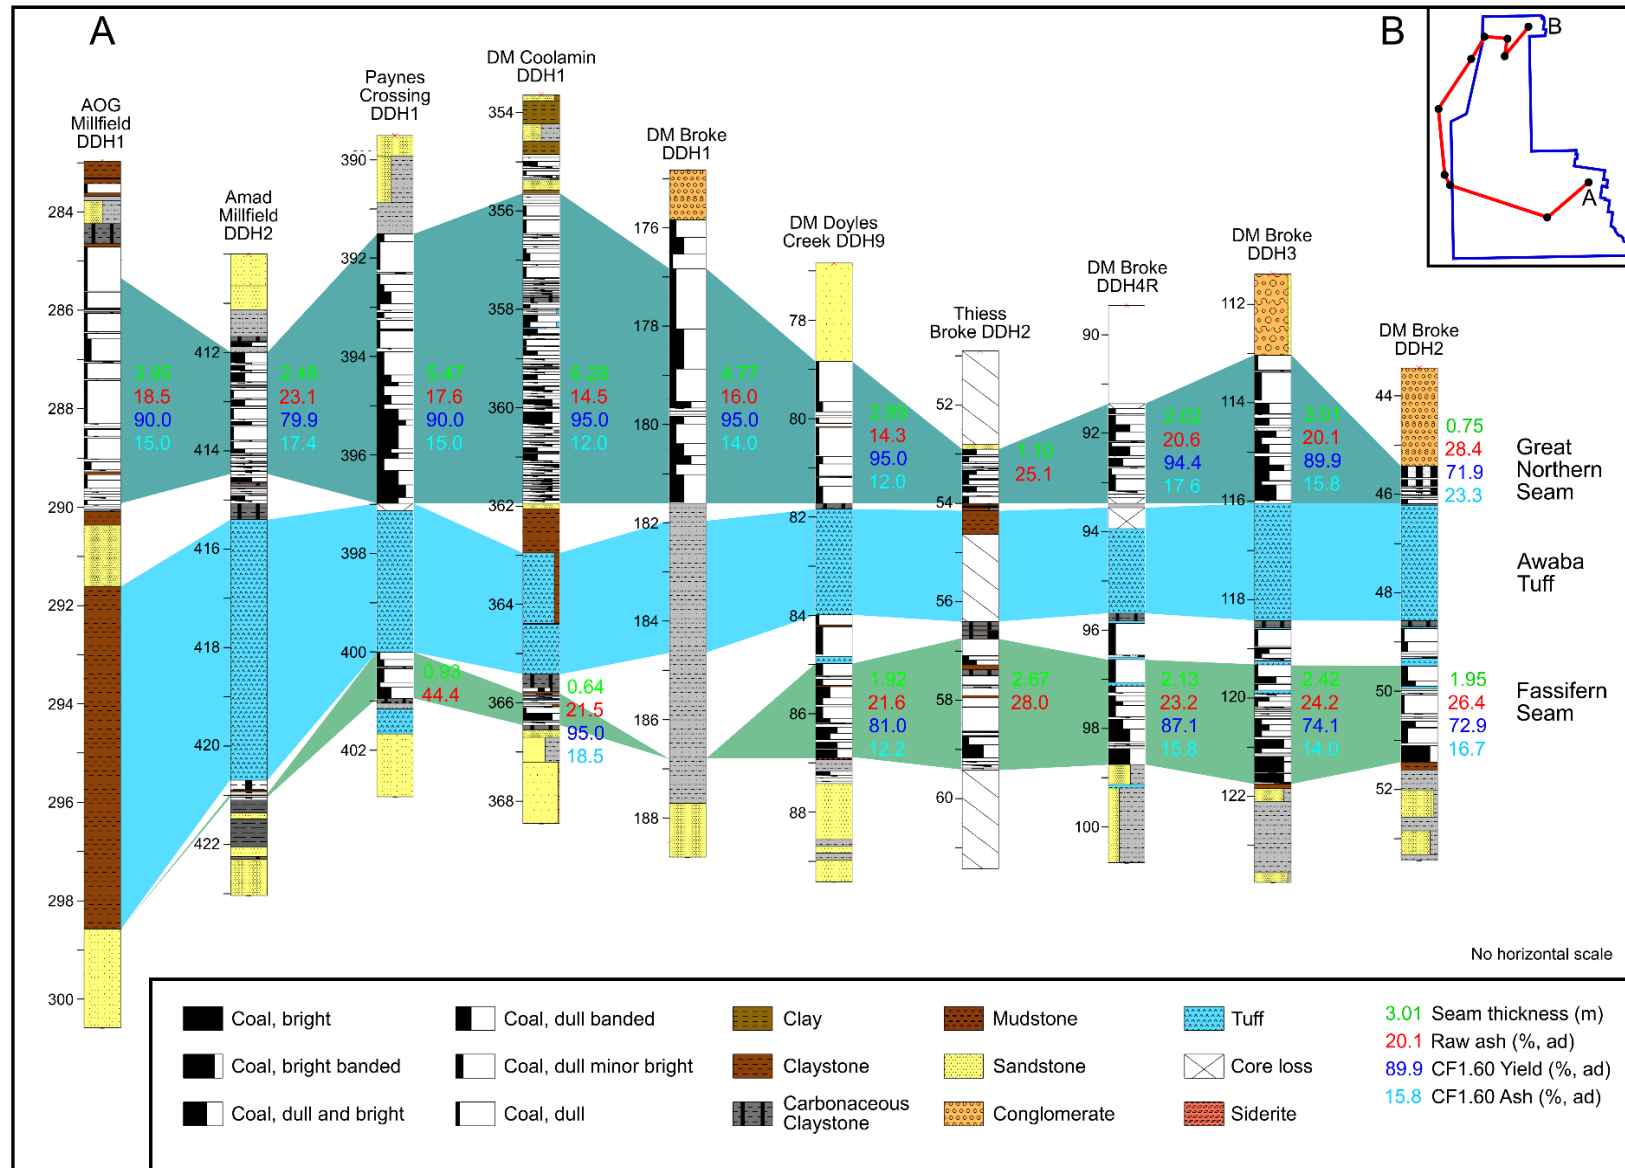 A
B
B
A
AOG
Millfield
DDH1
284
286
288
290
292
294
296
298
300
3.95
18.5
90.0
15.0
Amad
Millfield
DDH2
412
414
416
418
420
422
2.48
23.1
79.9
17.4
Paynes
Crossing
DDH1
390
392
394
396
398
400
402
5.47
17.6
90.0
15.0
0.93
44.4
DM Coolamin
DDH1
354
356
358
360
362
364
366
368
6.28
14.5
95.0
12.0
0.64
21.5
95.0
18.5
DM Broke
DDH1
176
178
180
182
184
186
188
4.77
16.0
95.0
14.0
DM Doyles
Creek DDH9
78
80
82
84
86
88
2.89
14.3
95.0
12.0
1.92
21.6
81.0
12.2
Thiess
Broke DDH2
52
54
56
58
60
1.10
25.1
2.67
28.0
DM Broke
DDH4R
90
92
94
96
98
100
2.02
20.6
94.4
17.6
2.13
23.2
87.1
15.8
DM Broke
DDH3
112
114
116
118
120
122
3.01
20.1
89.9
15.8
2.42
24.2
74.1
14.0
DM Broke
DDH2
44
46
48
50
52
0.75
28.4
71.9
23.3
1.95
26.4
72.9
16.7
Great
Northern
Seam
Awaba
Tuff
Fassifern
Seam
No horizontal scale
Coal, bright
Coal, bright banded
Coal, dull and bright
Coal, dull banded
Coal, dull minor bright
Coal, dull
Clay
Claystone
Carbonaceous
Claystone
Mudstone
Sandstone
Conglomerate
Tuff
Core loss
Siderite
3.01 Seam thickness (m)
20.1 Raw ash (%, ad)
89.9 CF1.60 Yield (%, ad)
15.8 CF1.60 Ash (%, ad)